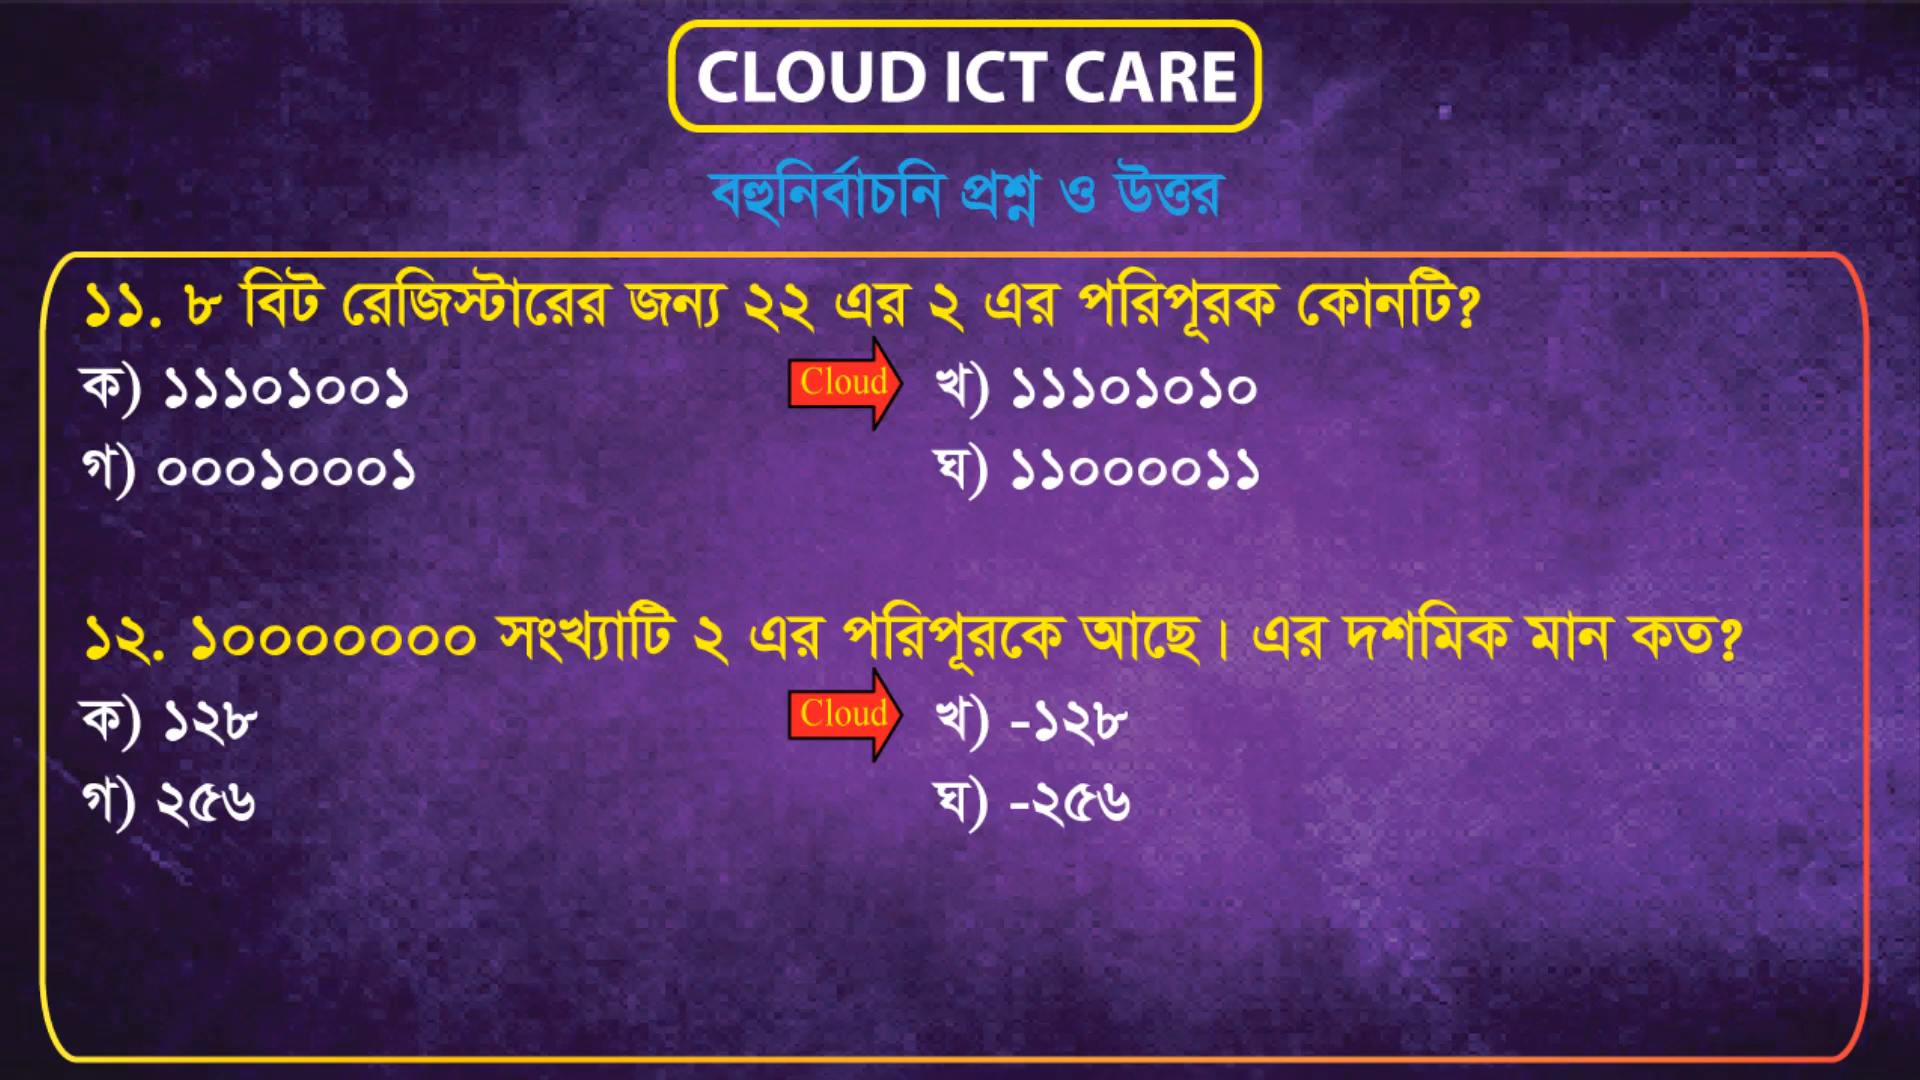 CLOUD ICT CARE
বহুনির্বাচনি প্রশ্ন ও উত্তর
১১. ৮ বিট রেজিস্টারের জন্য ২২ এর ২ এর পরিপূরক কোনটি?
ক) ১১১০১০০১ Cloud খ) ১১১০১০১০
গ) ০০০১০০০১ ঘ) ১১০০০০১১
১২. ১০০০০০০০ সংখ্যাটি ২ এর পরিপূরকে আছে। এর দশমিক মান কত?
ক) ১২৮ Cloud খ) -১২৮
গ) ২৫৬ ঘ) -২৫৬